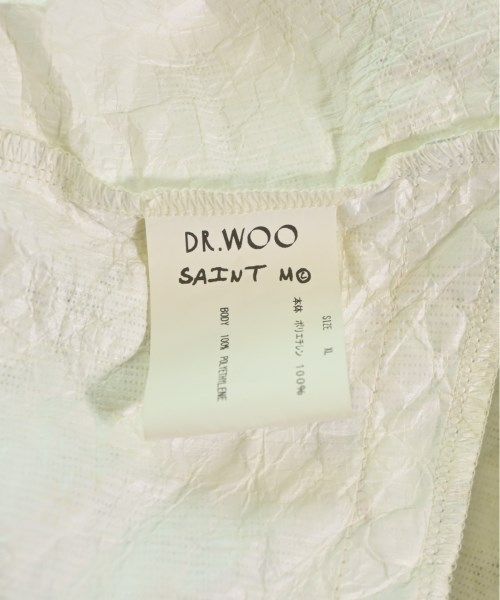 DR.WOO
SAINT M©
SIZE XL
本体 ポリエチレン 100%
BODY 100% POLYETHYLENE